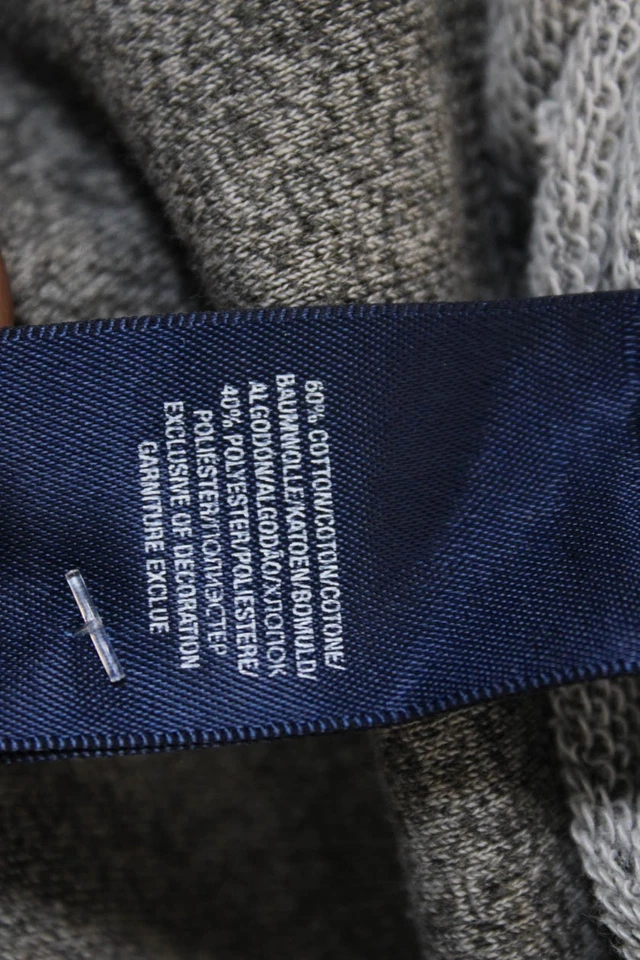 60% COTTON/COTON/COTONE/
BAUMWOLLE/KATOEN/BOMULD/
ALGODÓN/ALGODÃO/ХЛОПОК
40% POLYESTER/POLIESTERE/
POLIESTER/ПОЛИЭСТЕР
EXCLUSIVE OF DECORATION
GARNITURE EXCLUE